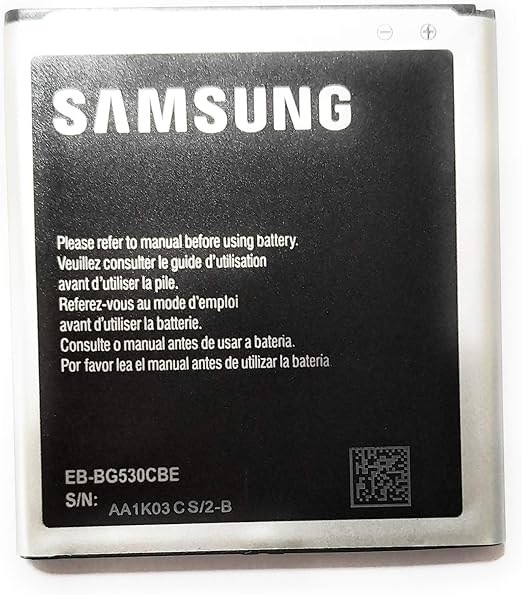 SAMSUNG
Please refer to manual before using battery.
Veuillez consulter le guide d'utilisation
avant d'utiliser la pile.
Referez-vous au mode d'emploi
avant d'utiliser la batterie.
Consulte o manual antes de usar a bateria.
Por favor lea el manual antes de utilizar la bateria
EB-BG530CBE
S/N: AA1K03 CS/2-B